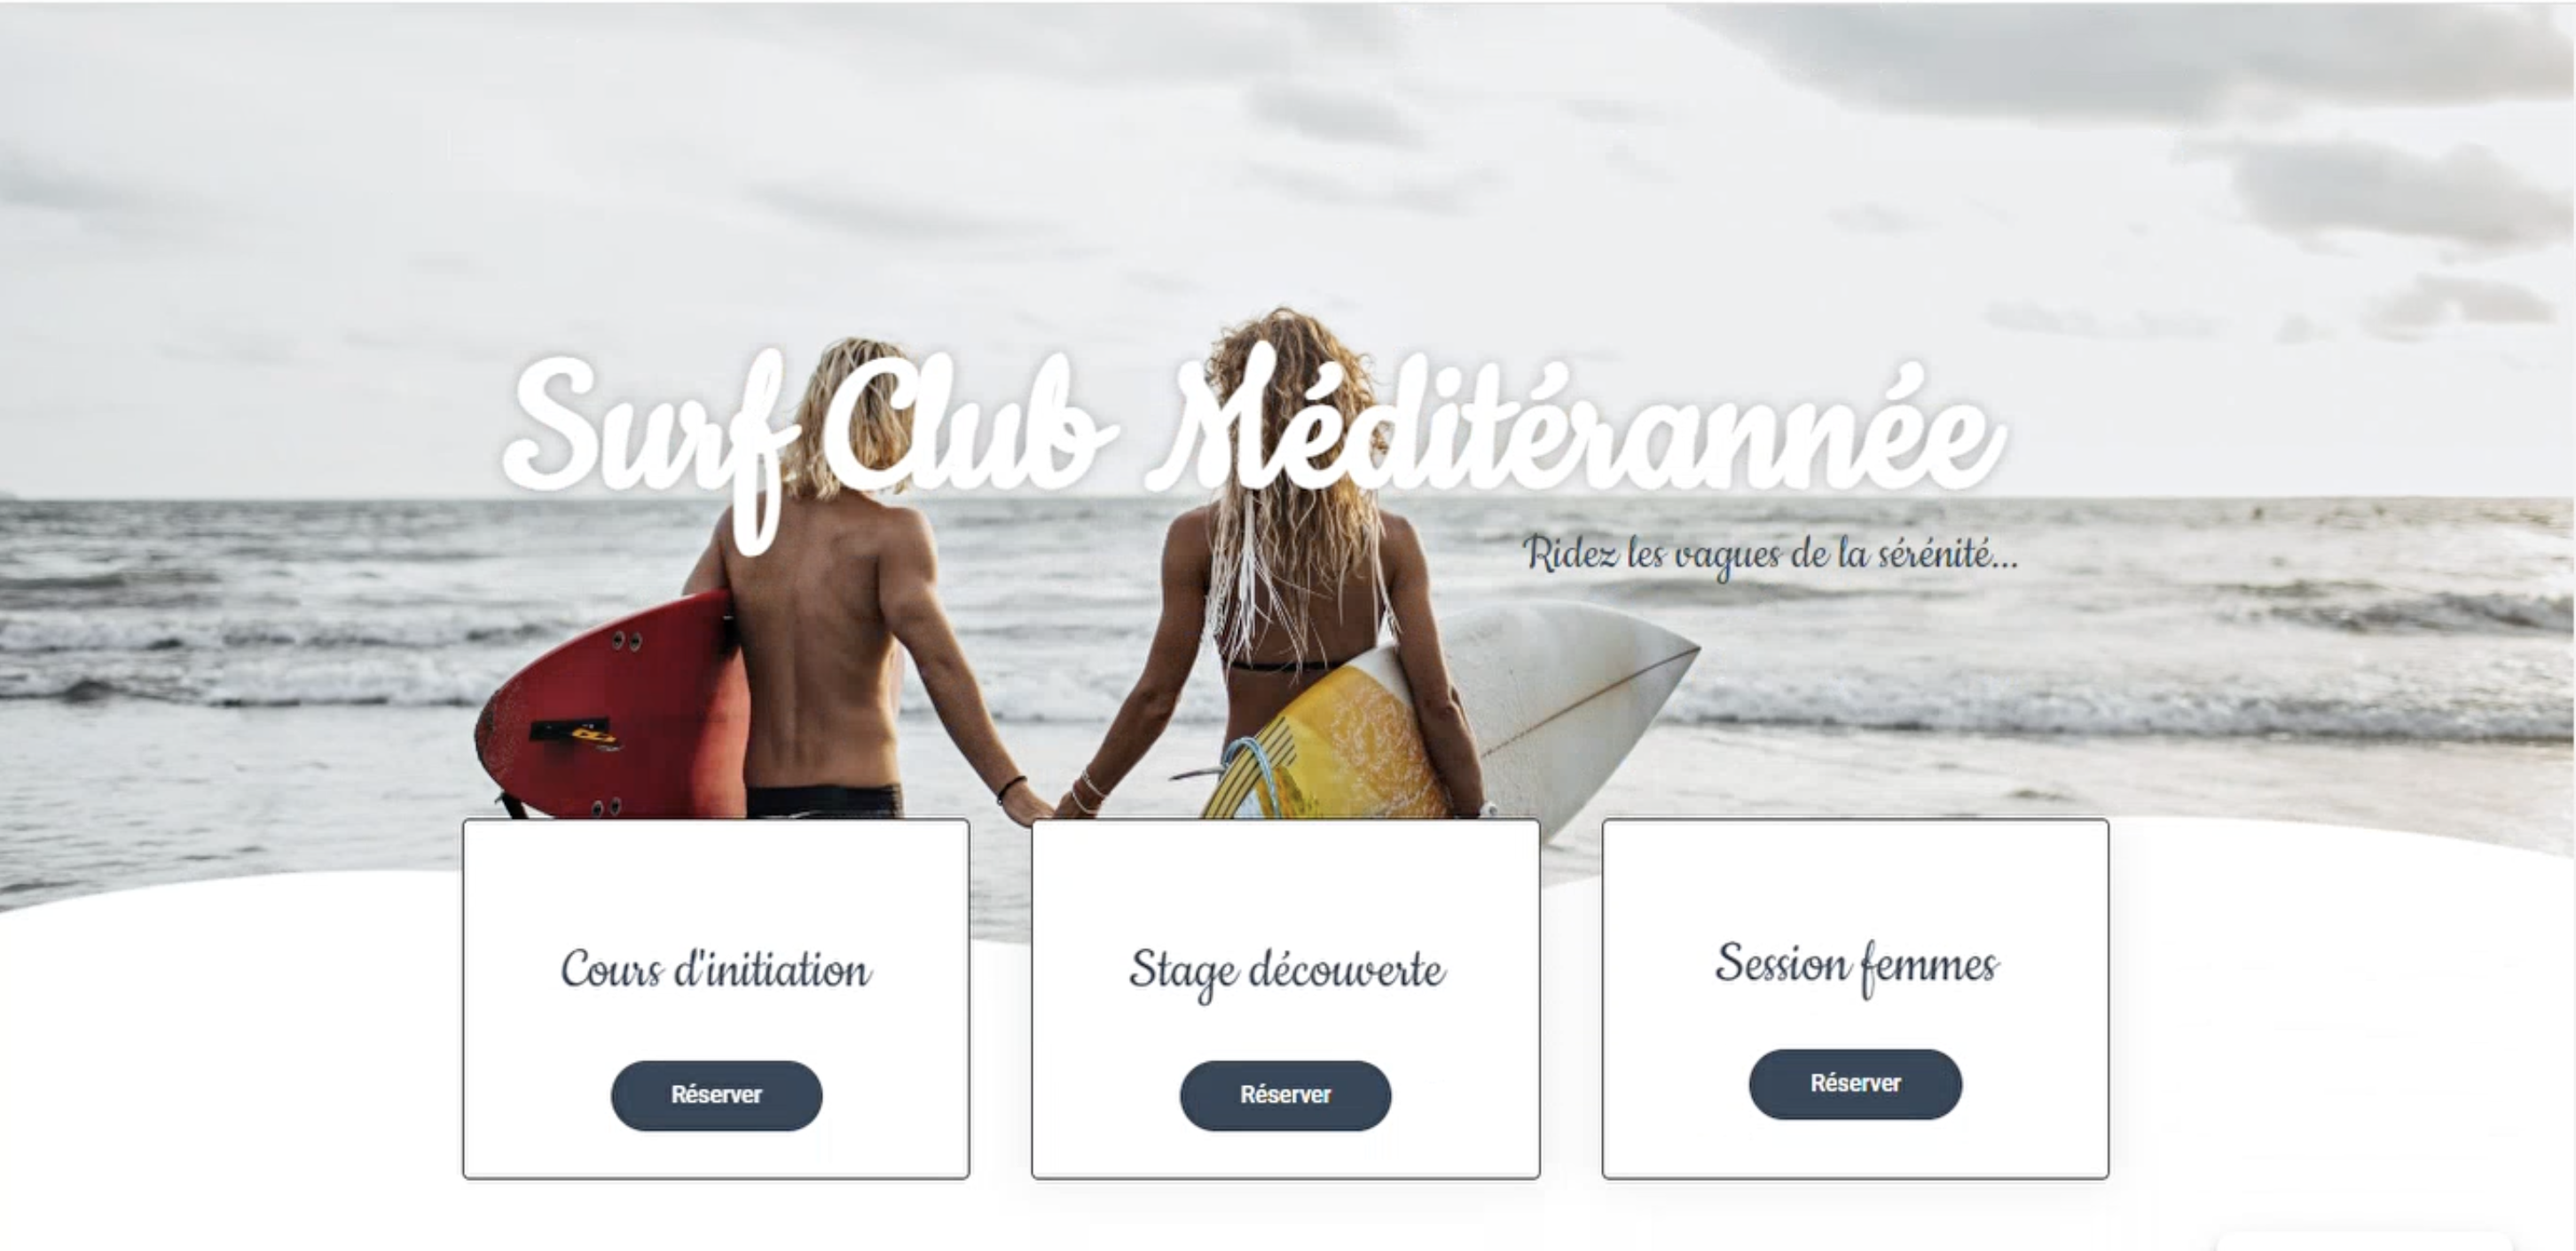 Surf Club Méditérannée
Ridez les vagues de la sérénité...
Cours d'initiation
Stage découverte
Session femmes
Réserver
Réserver
Réserver